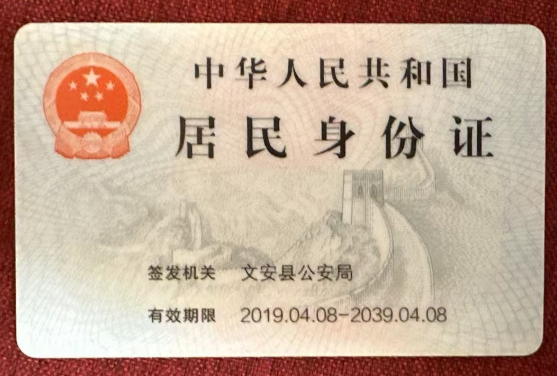 中华人民共和国
居民身份证
签发机关 文安县公安局
有效期限 2019.04.08-2039.04.08